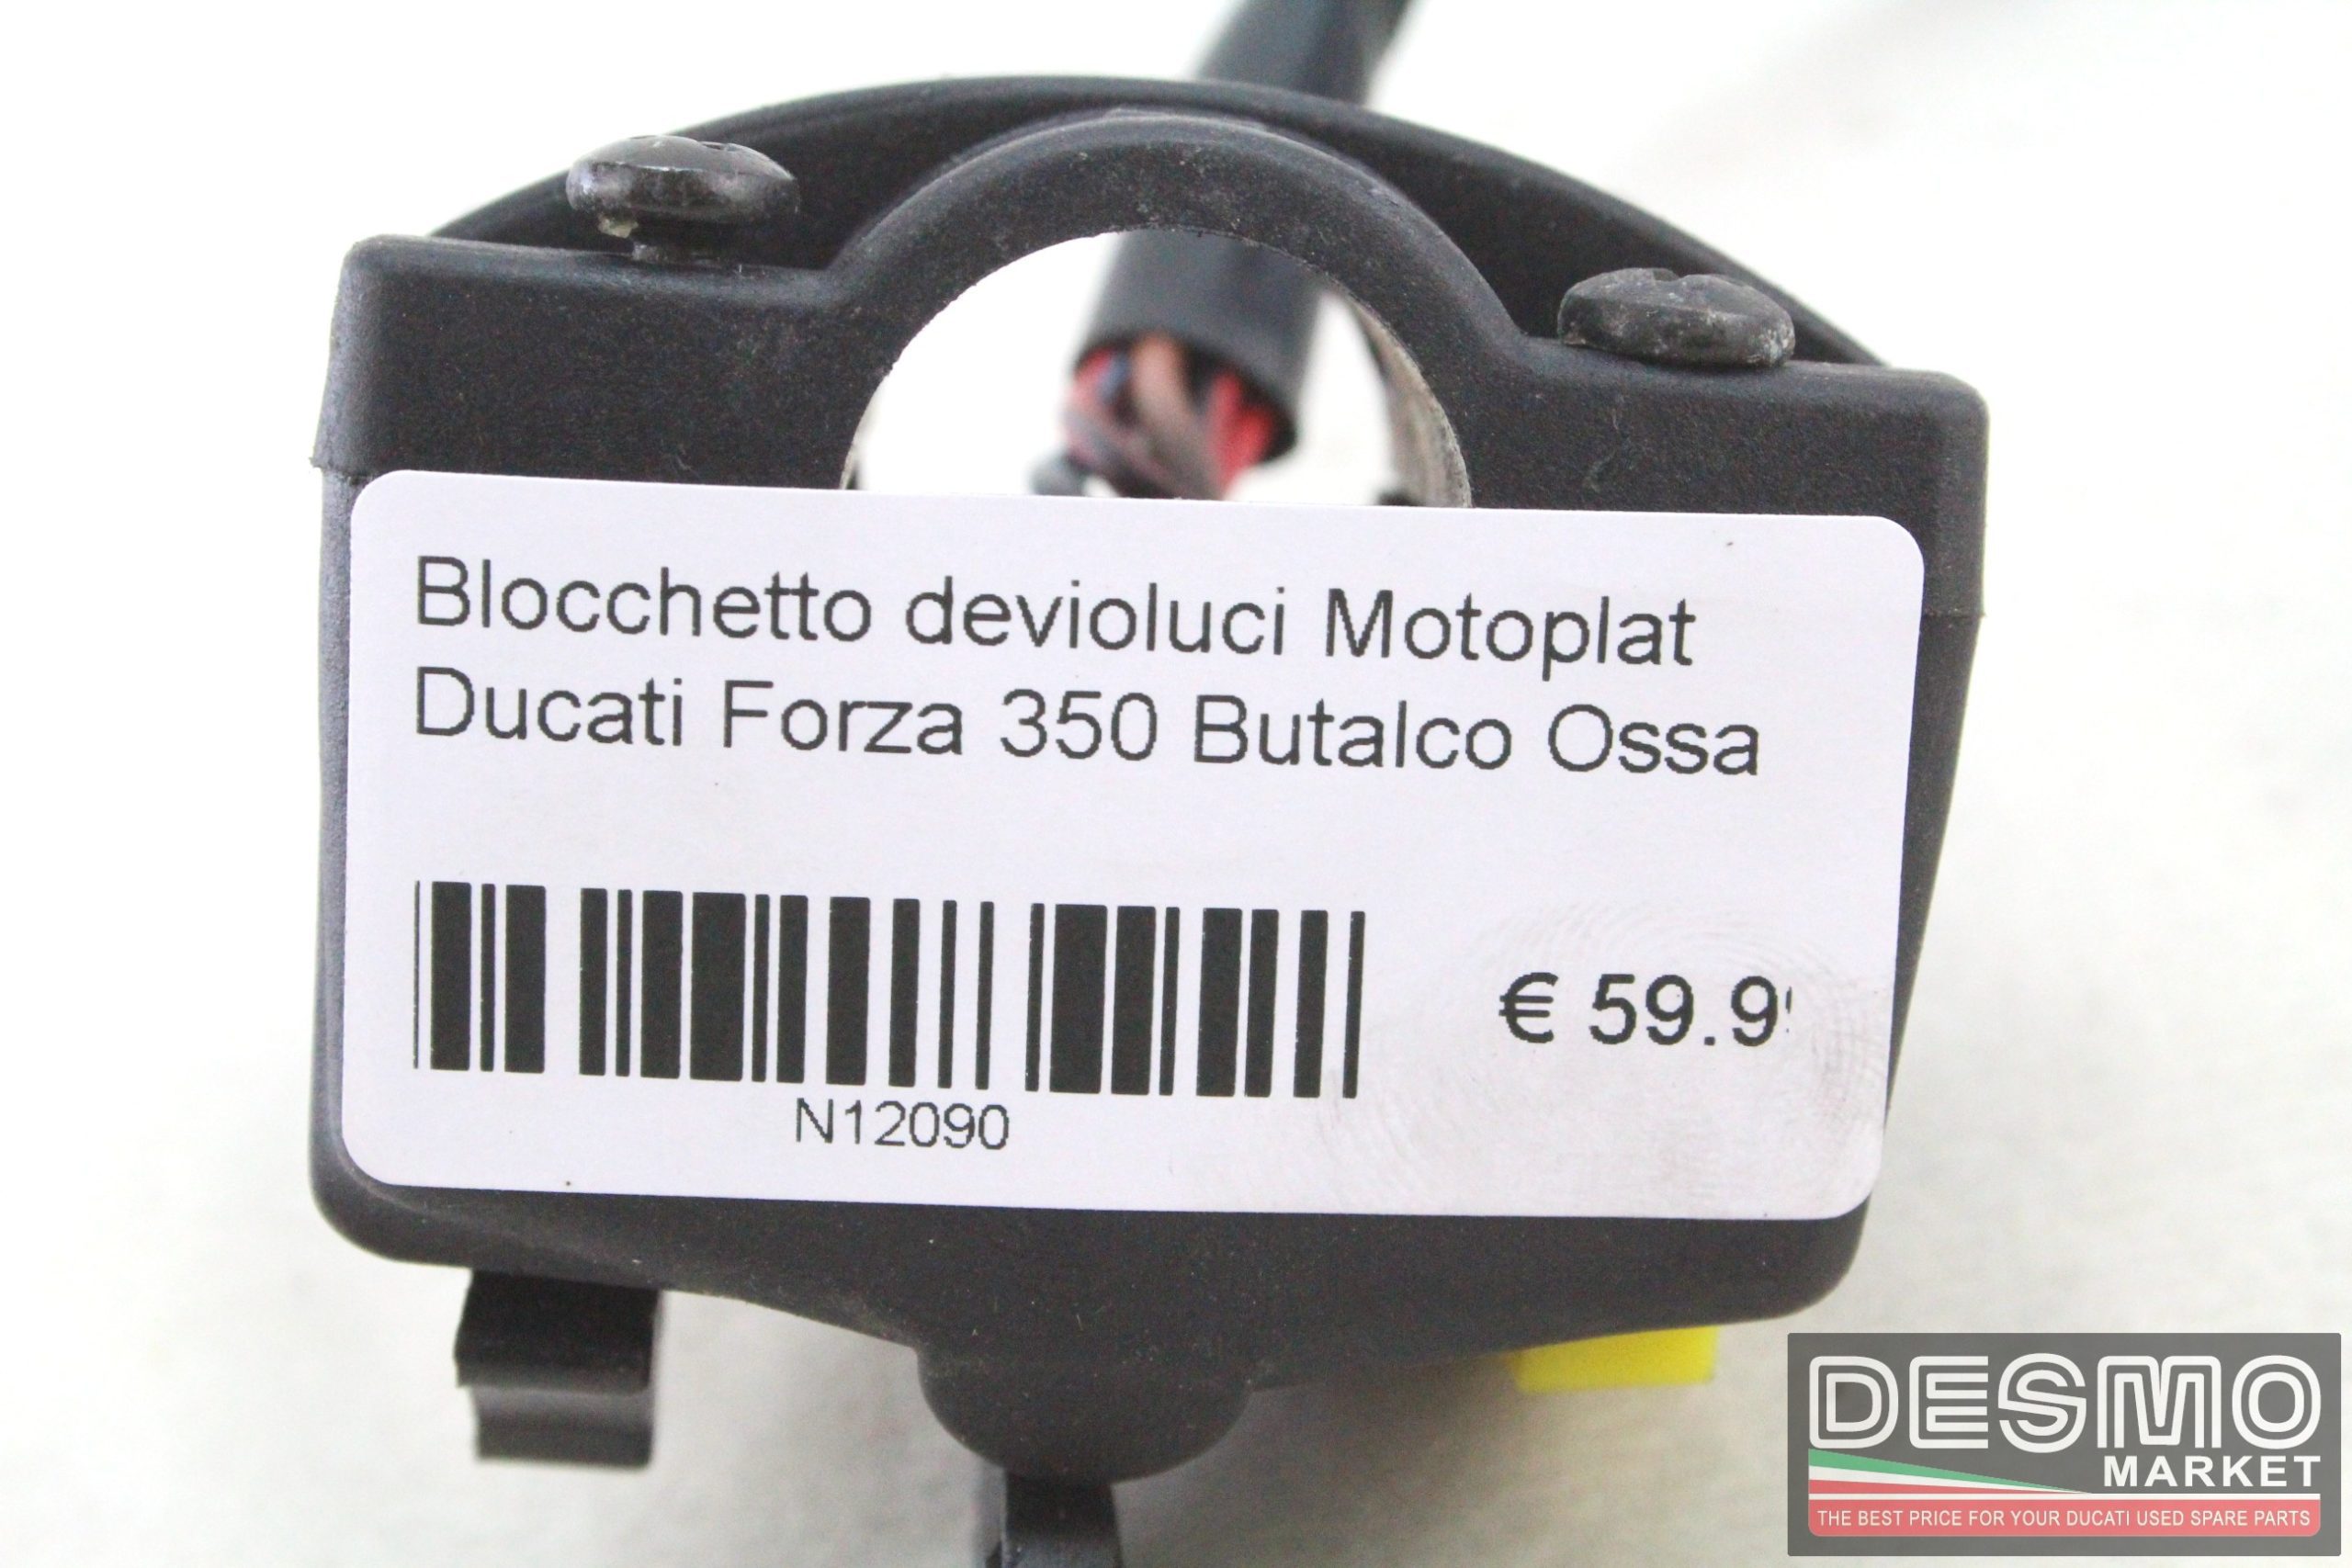 Blocchetto devioluci Motoplat
Ducati Forza 350 Butalco Ossa
€ 59.9
N12090
DESMO
MARKET
THE BEST PRICE FOR YOUR DUCATI USED SPARE PARTS